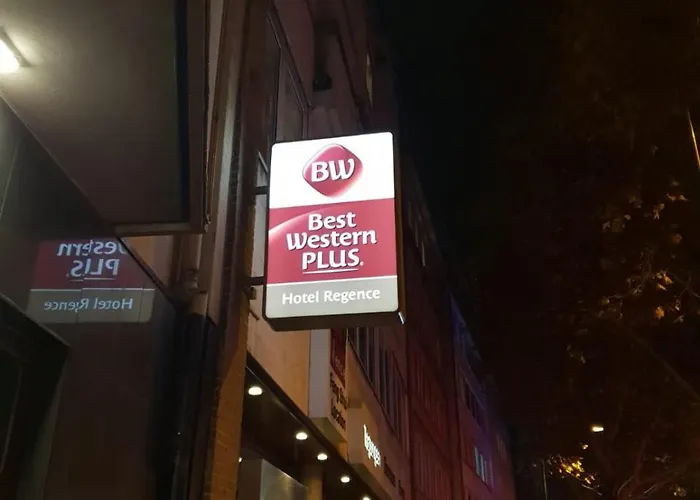 BW
Best
Western
PLUS.
Hotel Regence